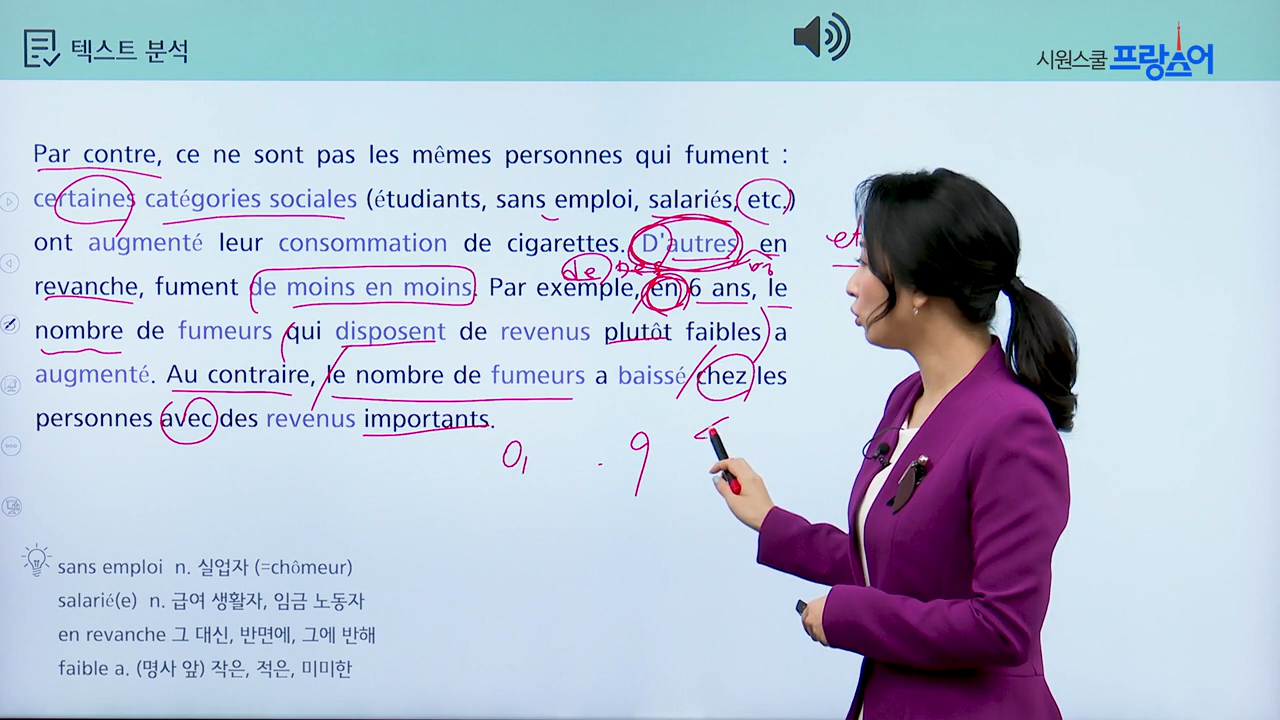 텍스트 분석
시원스쿨 프랑스어
Par contre, ce ne sont pas les mêmes personnes qui fument :
certaines catégories sociales (étudiants, sans emploi, salariés, etc.)
ont augmenté leur consommation de cigarettes. D'autres, en
et
de des on
revanche, fument de moins en moins. Par exemple, en 6 ans, le
nombre de fumeurs qui disposent de revenus plutôt faibles a
augmenté. Au contraire, le nombre de fumeurs a baissé chez les
personnes avec des revenus importants.
0, . 9
sans emploi n. 실업자 (=chômeur)
salarié(e) n. 급여 생활자, 임금 노동자
en revanche 그 대신, 반면에, 그에 반해
faible a. (명사 앞) 작은, 적은, 미미한